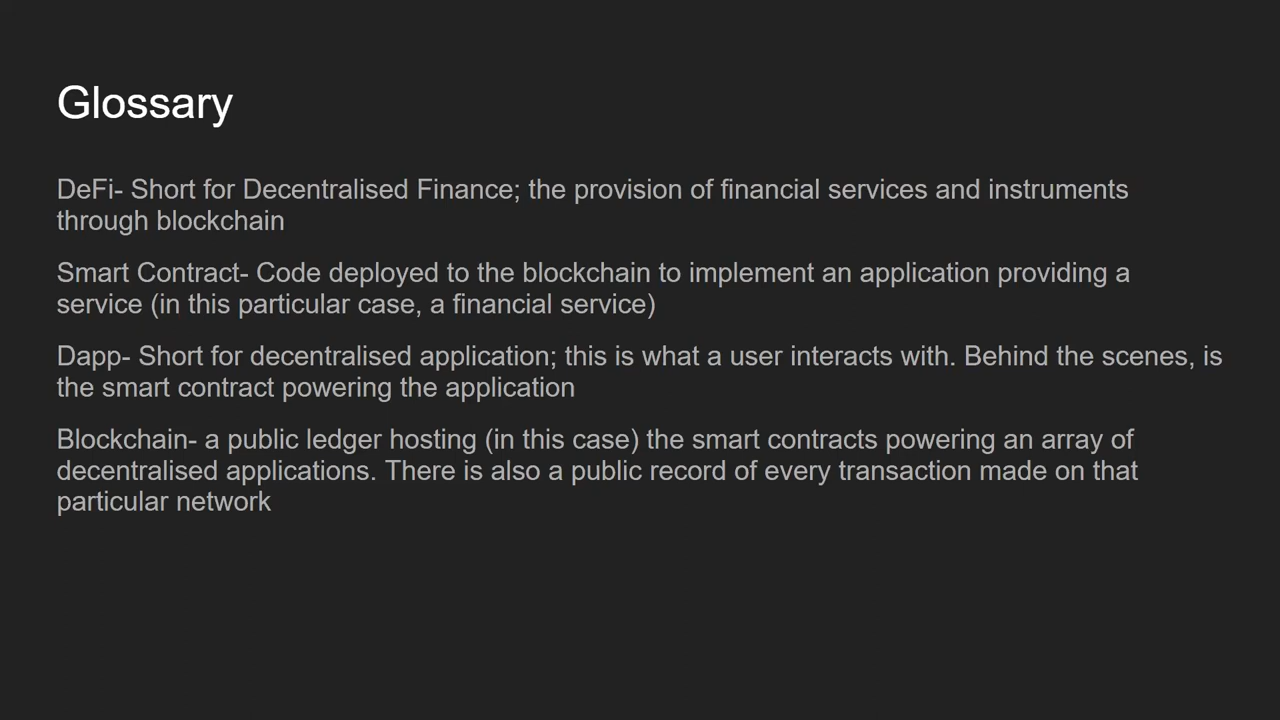 Glossary
DeFi- Short for Decentralised Finance; the provision of financial services and instruments
through blockchain
Smart Contract- Code deployed to the blockchain to implement an application providing a
service (in this particular case, a financial service)
Dapp- Short for decentralised application; this is what a user interacts with. Behind the scenes, is
the smart contract powering the application
Blockchain- a public ledger hosting (in this case) the smart contracts powering an array of
decentralised applications. There is also a public record of every transaction made on that
particular network